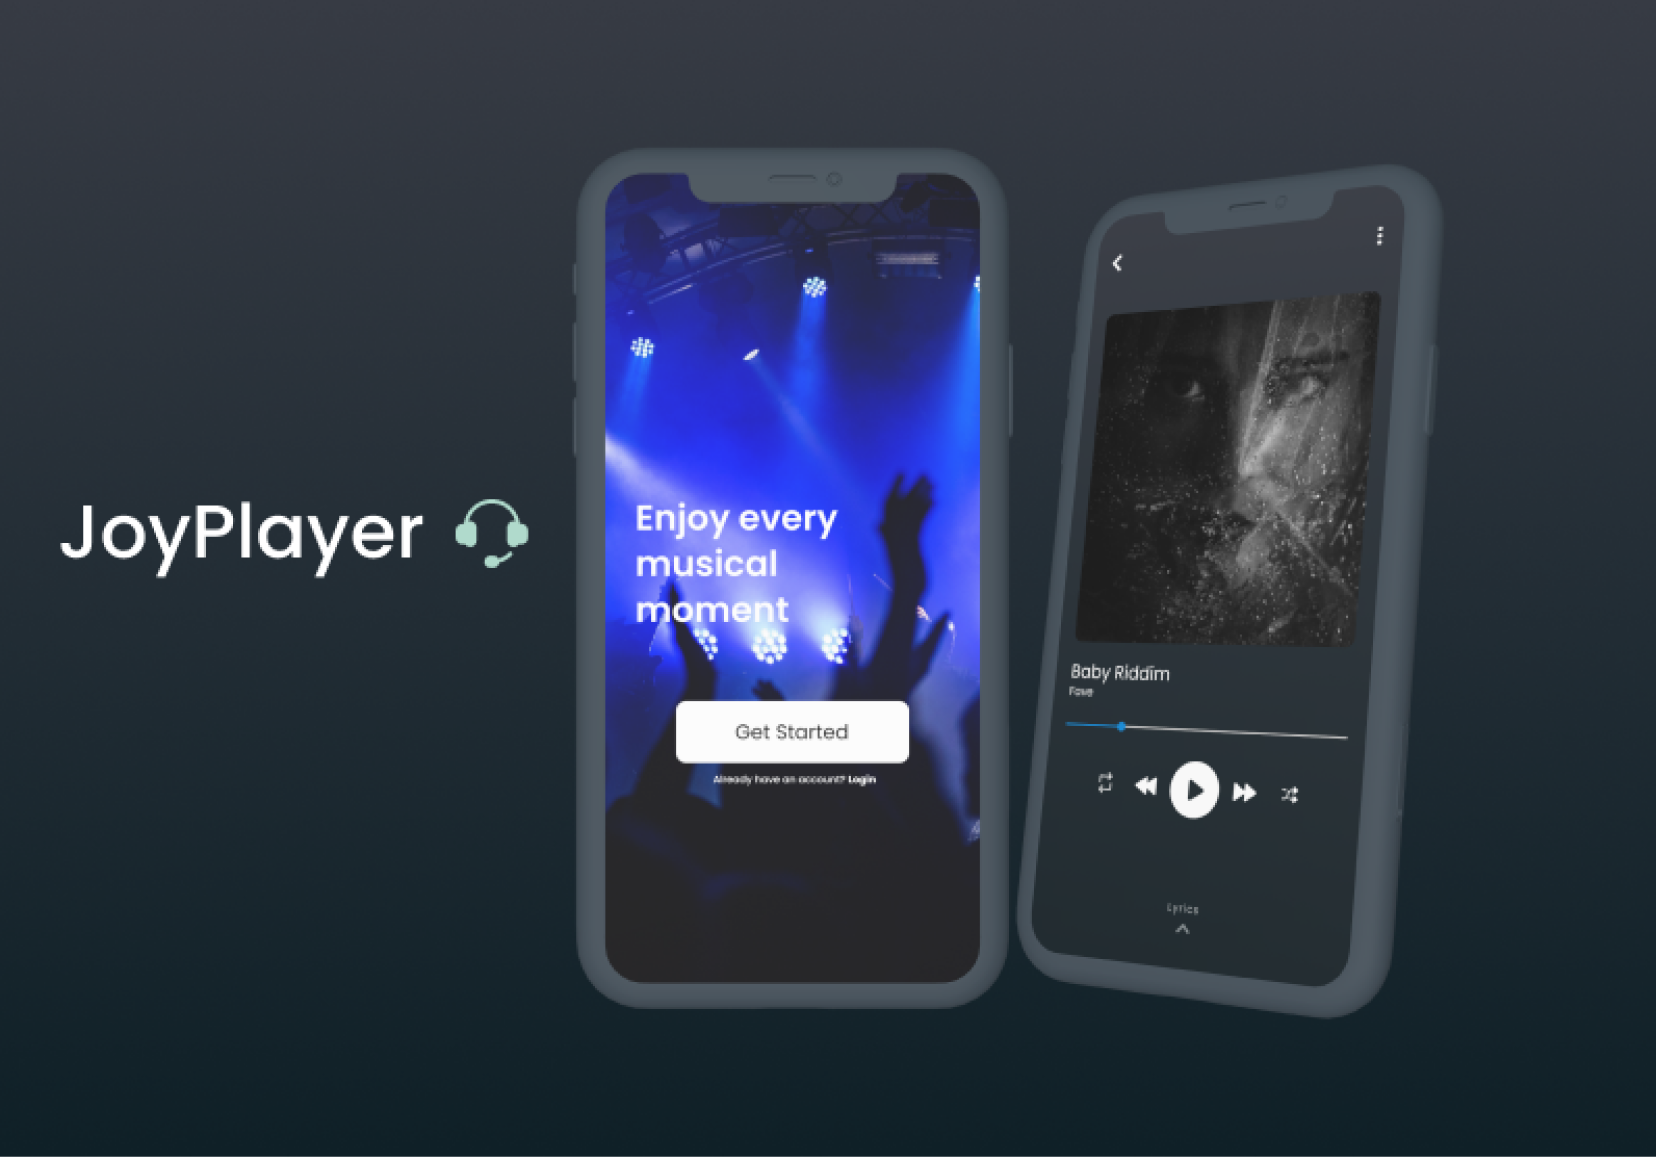 JoyPlayer
Enjoy every
musical
moment
Get Started
Already have an account? Login
Baby Riddim
Fave
Lyrics